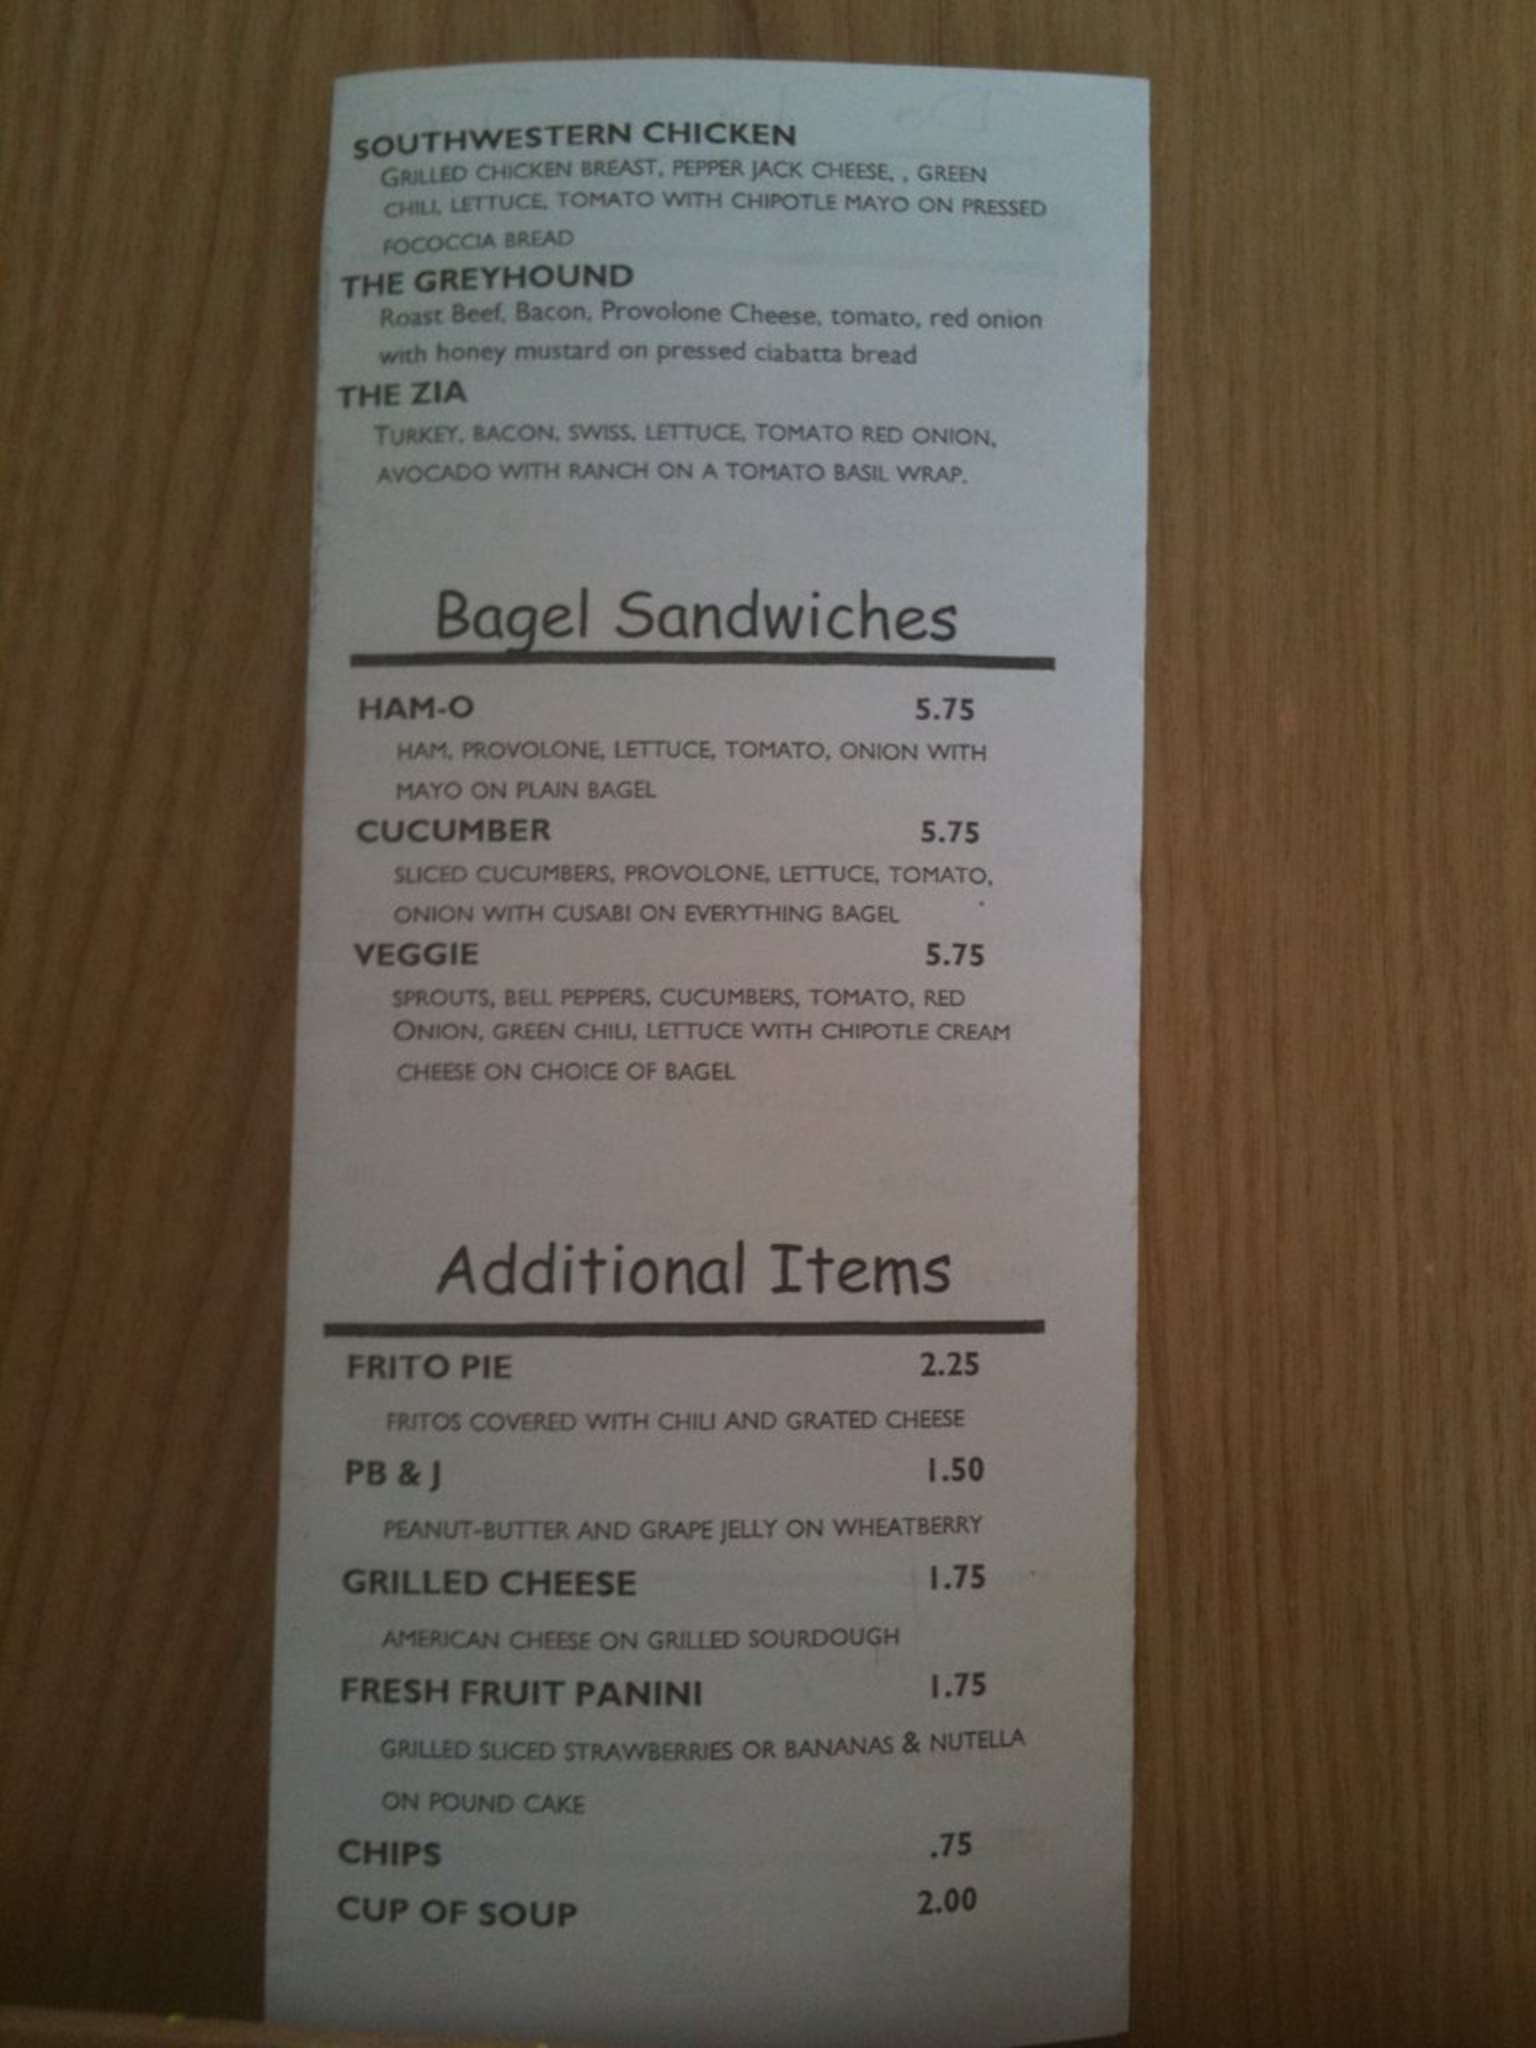 SOUTHWESTERN CHICKEN
GRILLED CHICKEN BREAST, PEPPER JACK CHEESE, , GREEN
CHILI, LETTUCE, TOMATO WITH CHIPOTLE MAYO ON PRESSED
FOCOCCIA BREAD
THE GREYHOUND
Roast Beef, Bacon, Provolone Cheese, tomato, red onion
with honey mustard on pressed ciabatta bread
THE ZIA
TURKEY, BACON, SWISS, LETTUCE, TOMATO RED ONION,
AVOCADO WITH RANCH ON A TOMATO BASIL WRAP.
Bagel Sandwiches
HAM-O 5.75
HAM, PROVOLONE, LETTUCE, TOMATO, ONION WITH
MAYO ON PLAIN BAGEL
CUCUMBER 5.75
SLICED CUCUMBERS, PROVOLONE, LETTUCE, TOMATO,
ONION WITH CUSABI ON EVERYTHING BAGEL
VEGGIE 5.75
SPROUTS, BELL PEPPERS, CUCUMBERS, TOMATO, RED
ONION, GREEN CHILI, LETTUCE WITH CHIPOTLE CREAM
CHEESE ON CHOICE OF BAGEL
Additional Items
FRITO PIE 2.25
FRITOS COVERED WITH CHILI AND GRATED CHEESE
PB & J 1.50
PEANUT-BUTTER AND GRAPE JELLY ON WHEATBERRY
GRILLED CHEESE 1.75
AMERICAN CHEESE ON GRILLED SOURDOUGH
FRESH FRUIT PANINI 1.75
GRILLED SLICED STRAWBERRIES OR BANANAS & NUTELLA
ON POUND CAKE
CHIPS .75
CUP OF SOUP 2.00